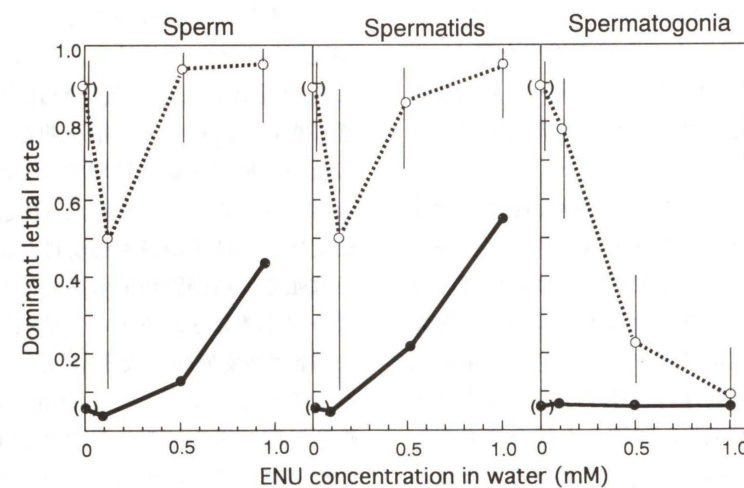 Sperm
Spermatids
Spermatogonia
Dominant lethal rate
1.0
0.8
0.6
0.4
0.2
( )
( )
( )
( )
( )
( )
0 0.5 1.0 0 0.5 1.0 0 0.5 1.0
ENU concentration in water (mM)